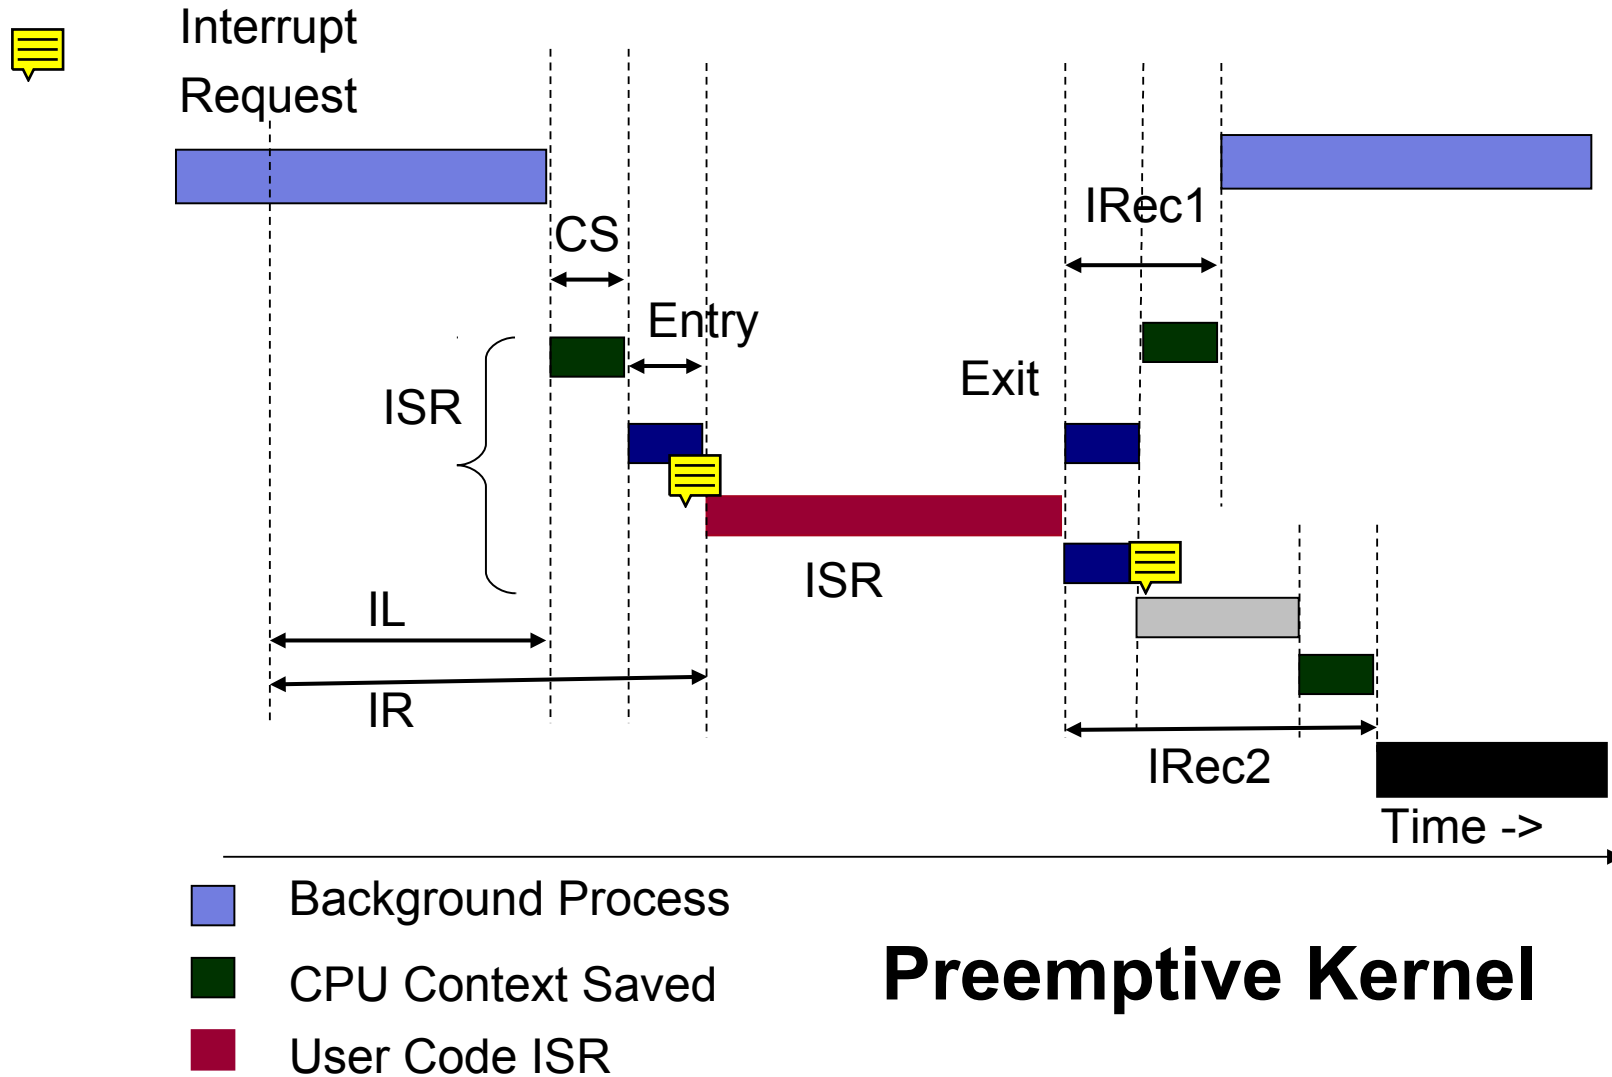 Interrupt
Request
IRec1
CS
Entry
Exit
ISR
ISR
IL
IR
IRec2
Time ->
Background Process
CPU Context Saved
Preemptive Kernel
User Code ISR